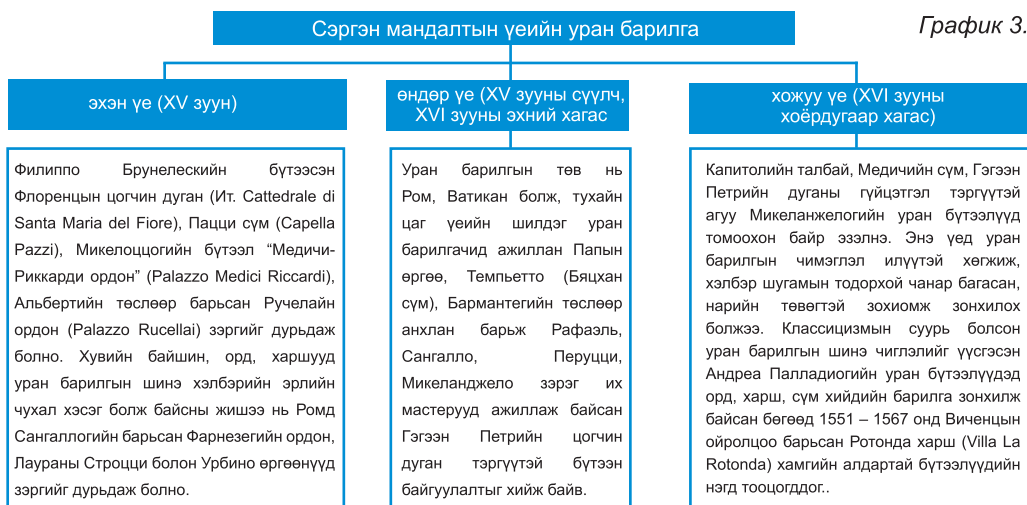 Сэргэн мандалтын үеийн уран барилга
График 3.
эхэн үе (XV зуун)
Филиппо Брунелескийн бүтээсэн
Флоренцын цогчин дуган (Ит. Cattedrale di
Santa Maria del Fiore), Пацци сүм (Capella
Pazzi), Микелоццогийн бүтээл “Медичи-
Риккарди ордон” (Palazzo Medici Riccardi),
Альбертийн төслөөр барьсан Ручелайн
ордон (Palazzo Rucellai) зэргийг дурьдаж
болно. Хувийн байшин, орд, харшууд
уран барилгын шинэ хэлбэрийн эрлийн
чухал хэсэг болж байсны жишээ нь Ромд
Сангаллогийн барьсан Фарнезегийн ордон,
Лаураны Строцци болон Урбино өргөөнүүд
зэргийг дурьдаж болно.
өндөр үе (XV зууны сүүлч,
XVI зууны эхний хагас
Уран барилгын төв нь
Ром, Ватикан болж, тухайн
цаг үеийн шилдэг уран
барилгачид ажиллан Папын
өргөө, Темпьетто (Бяцхан
сүм), Бармантегийн төслөөр
анхлан барьж Рафаэль,
Сангалло, Перуцци,
Микеланджело зэрэг их
мастерууд ажиллаж байсан
Гэгээн Петрийн цогчин
дуган тэргүүтэй бүтээн
байгуулалтыг хийж байв.
хожуу үе (XVI зууны
хоёрдугаар хагас)
Капитолийн талбай, Медичийн сүм, Гэгээн
Петрийн дуганы гүйцэтгэл тэргүүтэй
агуу Микеланжелогийн уран бүтээлүүд
томоохон байр эзэлнэ. Энэ үед уран
барилгын чимэглэл илүүтэй хөгжиж,
хэлбэр шугамын тодорхой чанар багасан,
нарийн төвөгтэй зохиомж зонхилох
болжээ. Классицизмын суурь болсон
уран барилгын шинэ чиглэлийг үүсгэсэн
Андреа Палладиогийн уран бүтээлүүдэд
орд, харш, сүм хийдийн барилга зонхилж
байсан бөгөөд 1551 – 1567 онд Виченцын
ойролцоо барьсан Ротонда харш (Villa La
Rotonda) хамгийн алдартай бүтээлүүдийн
нэгд тооцогддог..